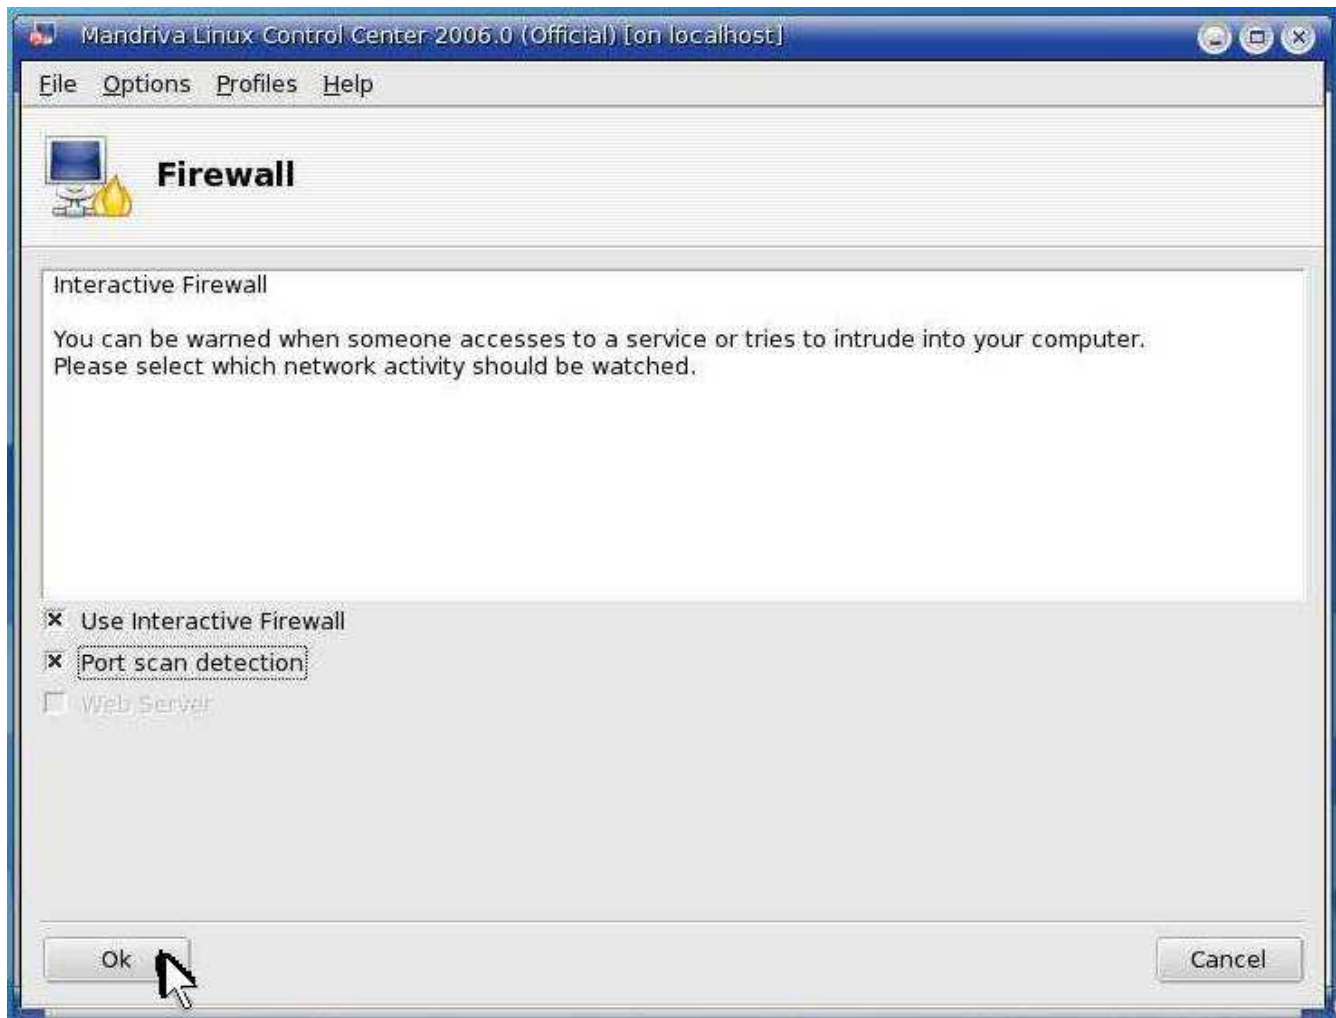 Mandriva Linux Control Center 2006.0 (Official) [on localhost]
File Options Profiles Help
Firewall
Interactive Firewall
You can be warned when someone accesses to a service or tries to intrude into your computer.
Please select which network activity should be watched.
Use Interactive Firewall
Port scan detection
Web Server
Ok Cancel